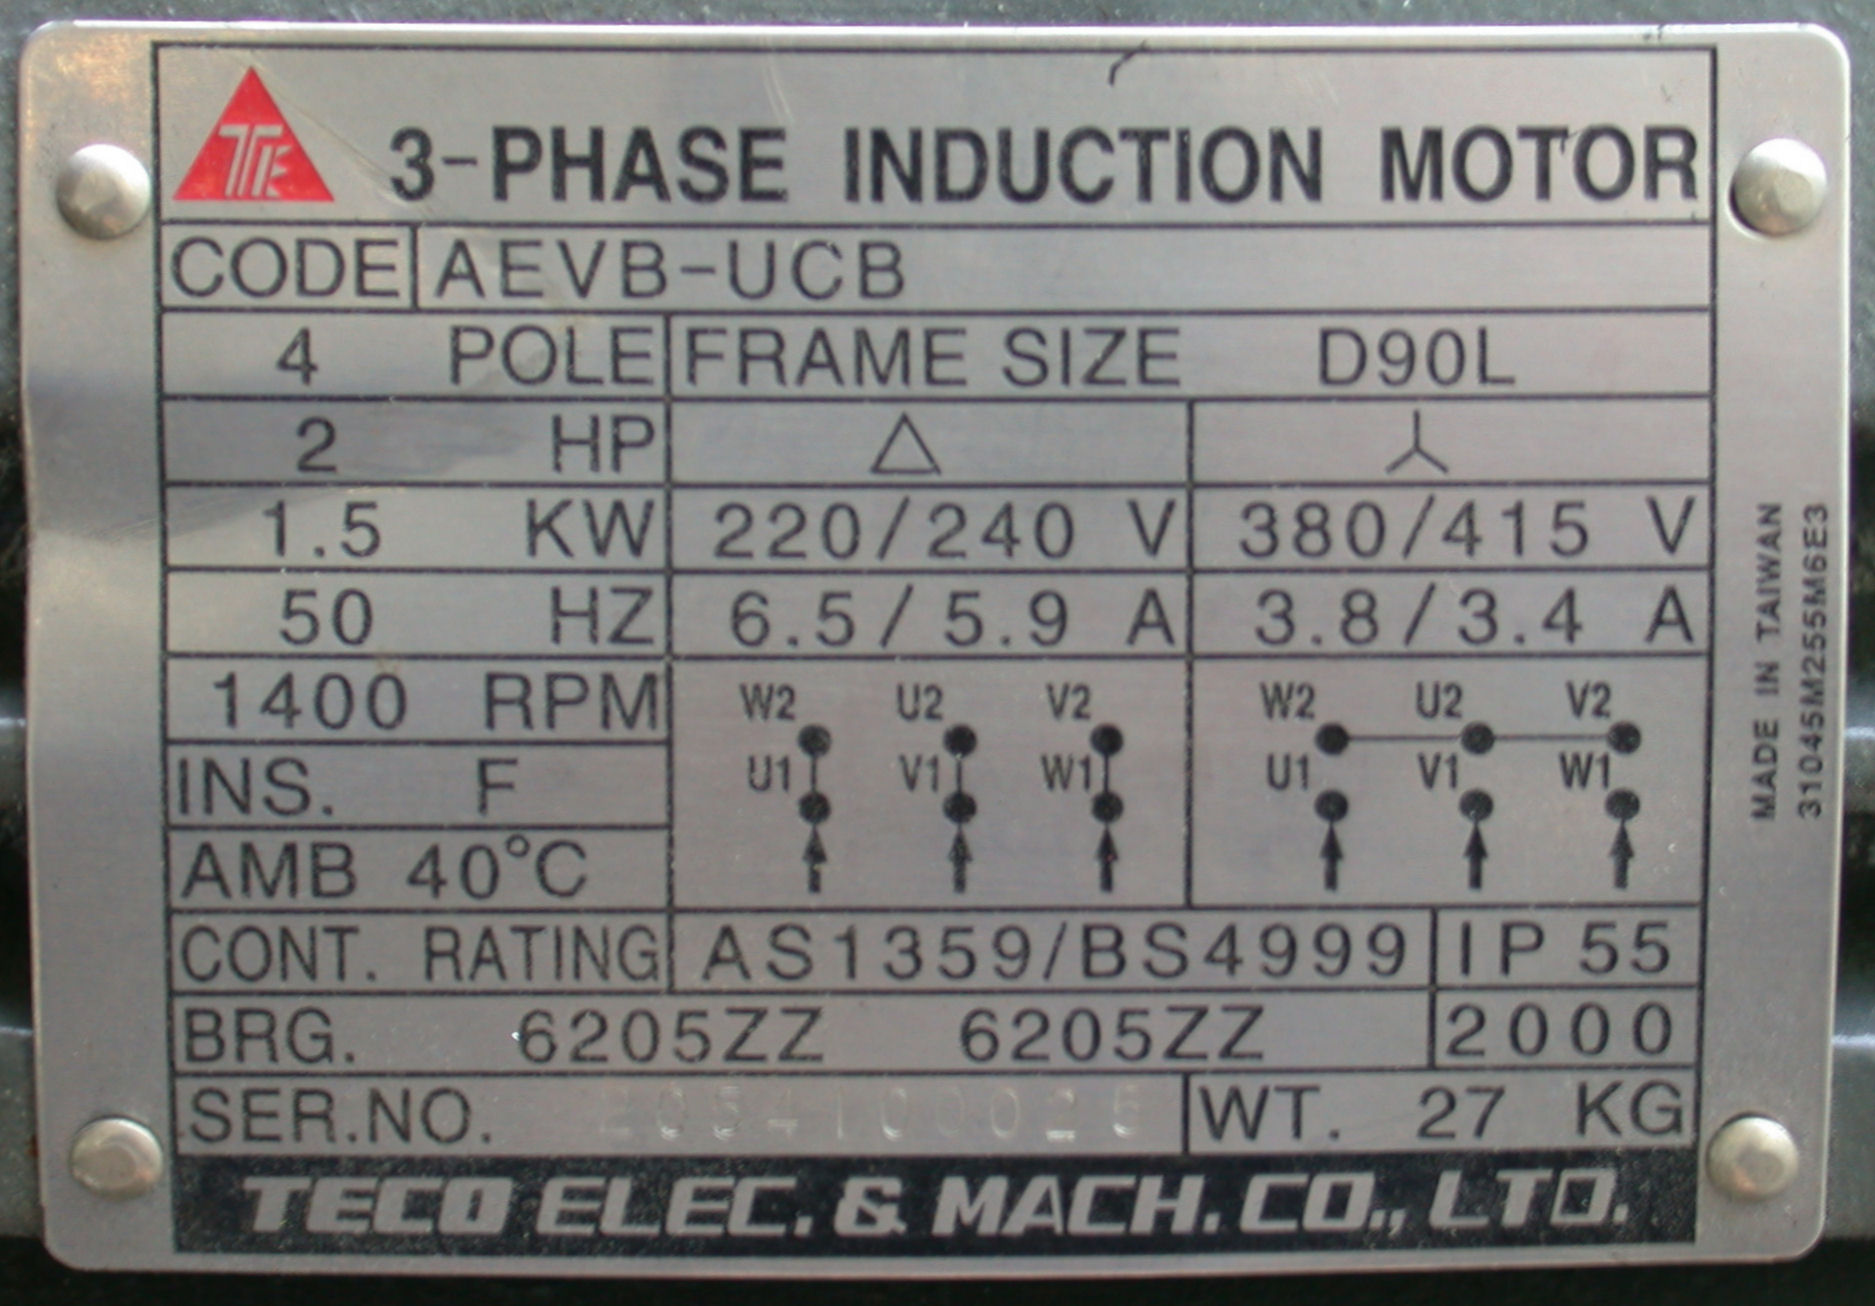 TE
3-PHASE INDUCTION MOTOR
CODE AEVB-UCB
4 POLE FRAME SIZE D90L
2 HP △ ⅄
1.5 KW 220/240 V 380/415 V
50 HZ 6.5/5.9 A 3.8/3.4 A
1400 RPM
W2 U2 V2 W2 U2 V2
U1 V1 W1 U1 V1 W1
INS. F
AMB 40°C
CONT. RATING AS1359/BS4999 IP55
BRG. 6205ZZ 6205ZZ 2000
SER.NO. WT. 27 KG
TECO ELEC. & MACH. CO., LTD.
MADE IN TAIWAN
31045M255M6E3